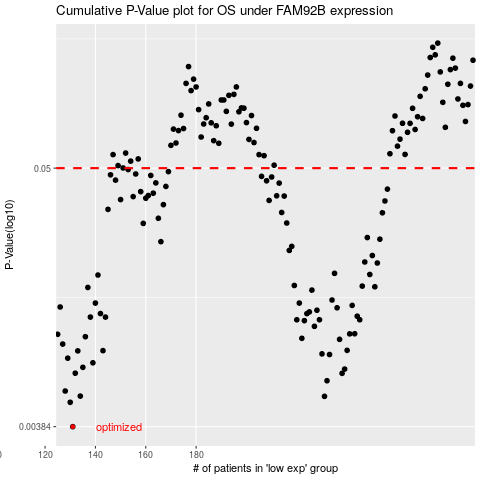 Cumulative P-Value plot for OS under FAM92B expression
P-Value(log10)
0.05
0.00384
optimized
0 120 140 160 180
# of patients in 'low exp' group